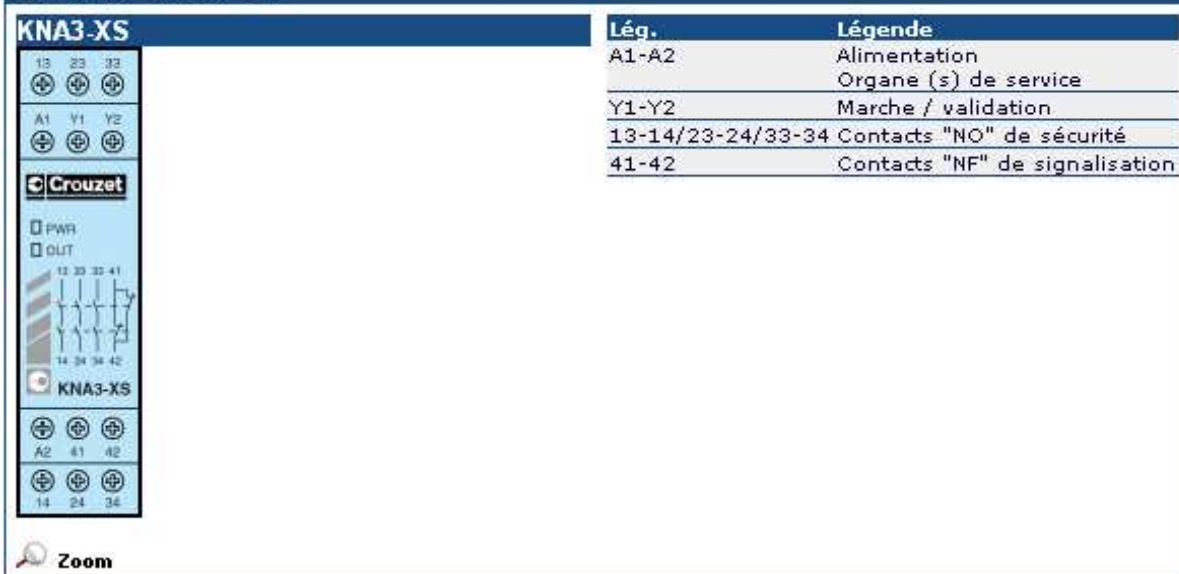 KNA3-XS
13 23 33
A1 Y1 Y2
Crouzet
PWR
OUT
13 23 33 41
14 24 34 42
KNA3-XS
A2 41 42
14 24 34
Zoom
Lég. Légende
A1-A2 Alimentation
Organe (s) de service
Y1-Y2 Marche / validation
13-14/23-24/33-34 Contacts "NO" de sécurité
41-42 Contacts "NF" de signalisation